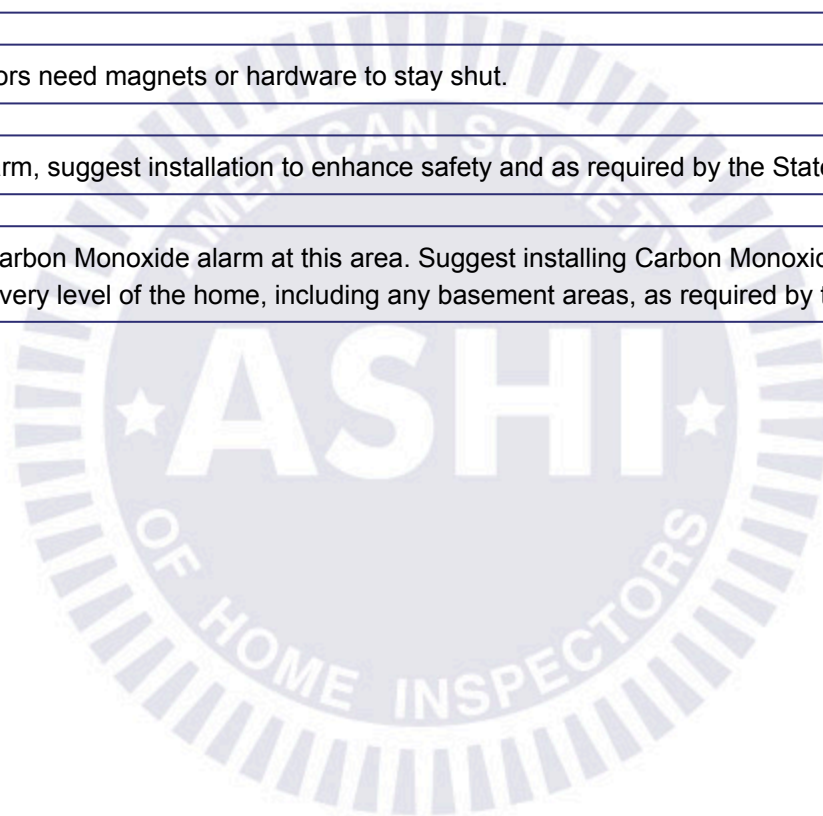 ors need magnets or hardware to stay shut.
rm, suggest installation to enhance safety and as required by the State
arbon Monoxide alarm at this area. Suggest installing Carbon Monoxid
very level of the home, including any basement areas, as required by t
AMERICAN SOCIETY
ASHI
OF HOME INSPECTORS